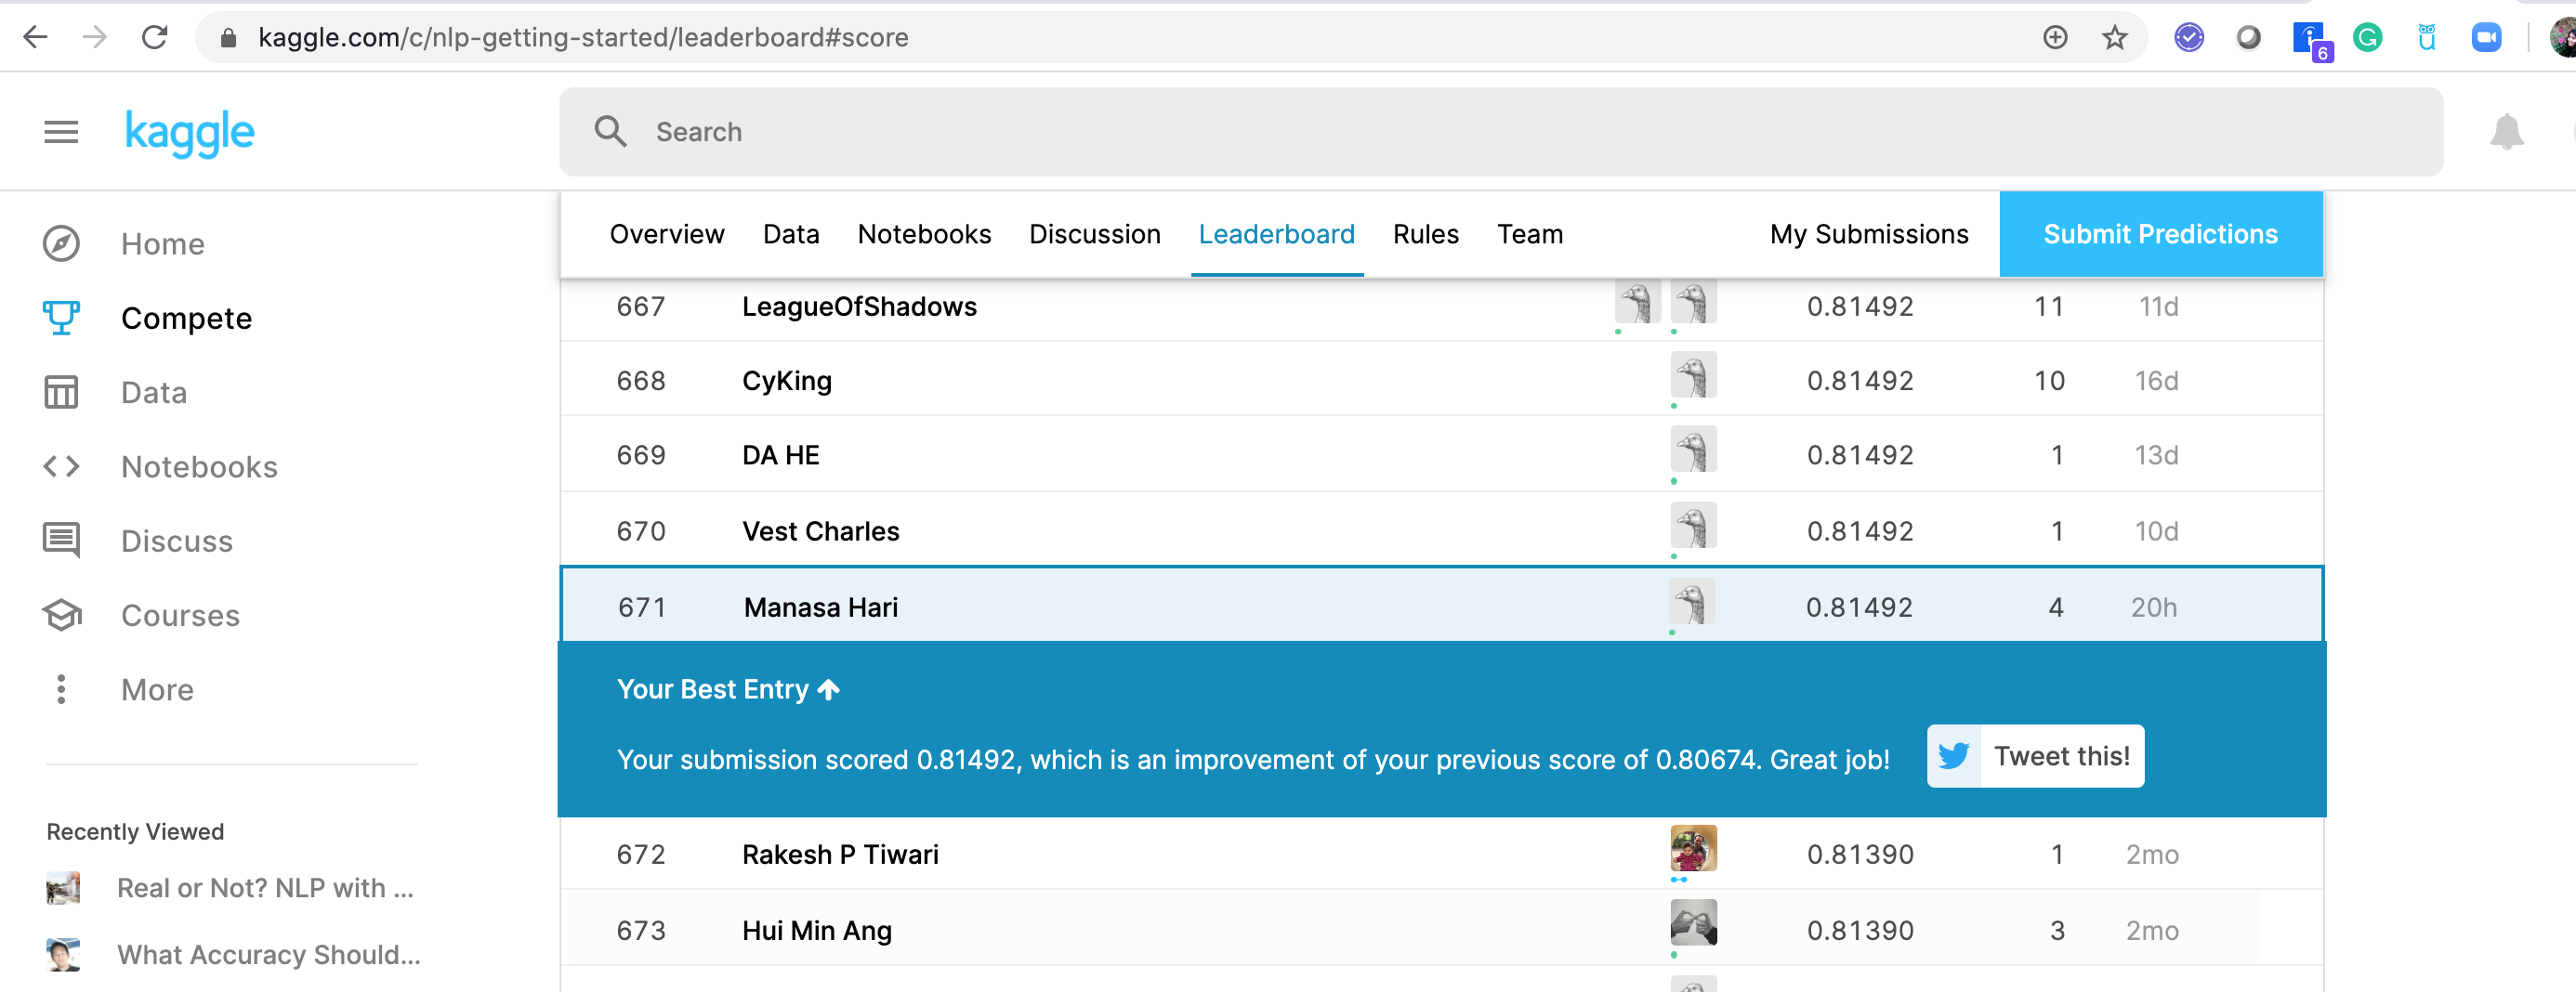 kaggle.com/c/nlp-getting-started/leaderboard#score
6
kaggle
Search
Home
Compete
Data
Notebooks
Discuss
Courses
More
Recently Viewed
Real or Not? NLP with ...
What Accuracy Should...
Overview Data Notebooks Discussion Leaderboard Rules Team My Submissions Submit Predictions
667 LeagueOfShadows 0.81492 11 11d
668 CyKing 0.81492 10 16d
669 DA HE 0.81492 1 13d
670 Vest Charles 0.81492 1 10d
671 Manasa Hari 0.81492 4 20h
Your Best Entry
Your submission scored 0.81492, which is an improvement of your previous score of 0.80674. Great job! Tweet this!
672 Rakesh P Tiwari 0.81390 1 2mo
673 Hui Min Ang 0.81390 3 2mo